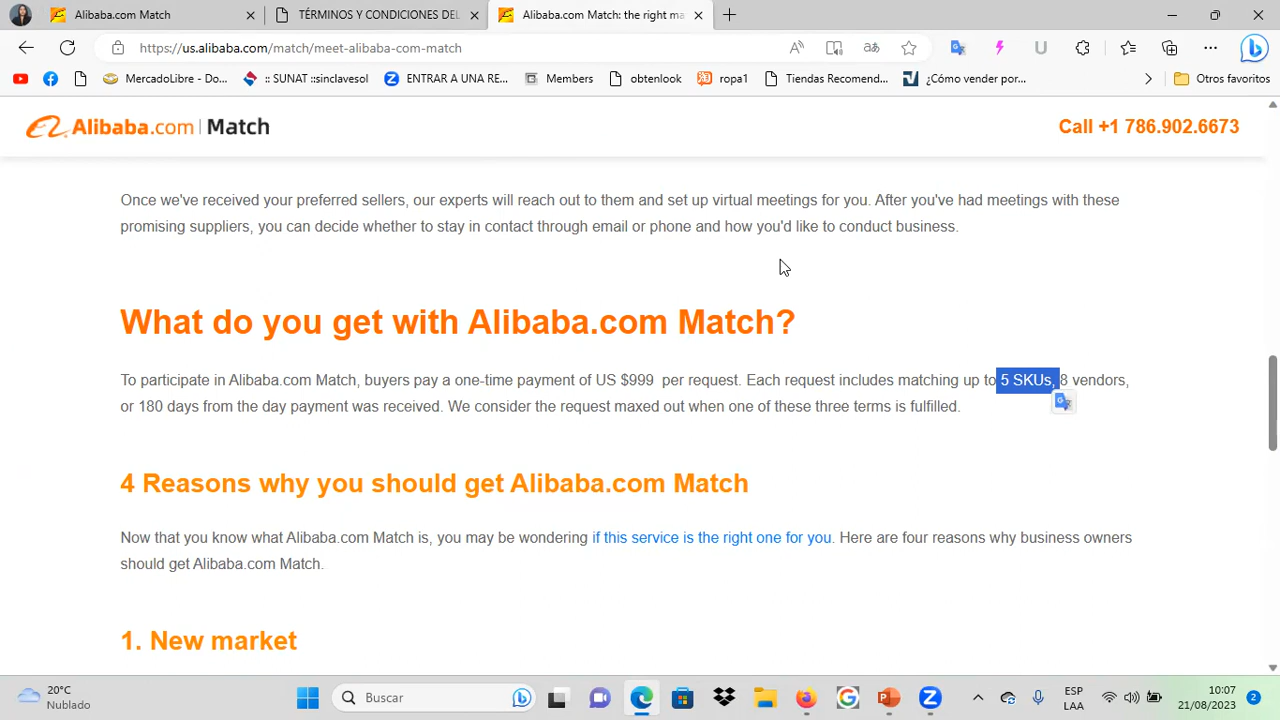 Alibaba.com Match
TÉRMINOS Y CONDICIONES DEL
Alibaba.com Match: the right ma
https://us.alibaba.com/match/meet-alibaba-com-match
MercadoLibre - Do...
:: SUNAT ::sinclavesol
ENTRAR A UNA RE...
Members
obtenlook
ropa1
Tiendas Recomend...
¿Cómo vender por...
Otros favoritos
Alibaba.com | Match
Call +1 786.902.6673
Once we've received your preferred sellers, our experts will reach out to them and set up virtual meetings for you. After you've had meetings with these
promising suppliers, you can decide whether to stay in contact through email or phone and how you'd like to conduct business.
What do you get with Alibaba.com Match?
To participate in Alibaba.com Match, buyers pay a one-time payment of US $999 per request. Each request includes matching up to 5 SKUs, 8 vendors,
or 180 days from the day payment was received. We consider the request maxed out when one of these three terms is fulfilled.
4 Reasons why you should get Alibaba.com Match
Now that you know what Alibaba.com Match is, you may be wondering if this service is the right one for you. Here are four reasons why business owners
should get Alibaba.com Match.
1. New market
20°C
Nublado
Buscar
ESP
LAA
10:07
21/08/2023
2